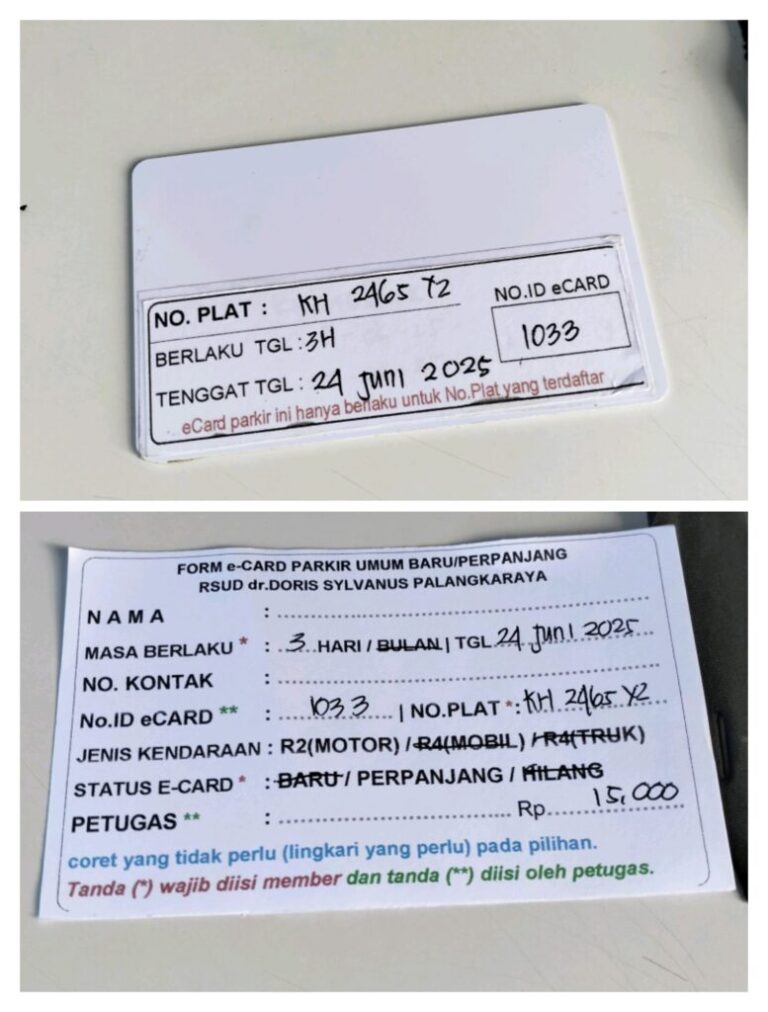 NO. PLAT : KH 2465 YZ
NO.ID eCARD
1033
BERLAKU TGL : 3H
TENGGAT TGL : 24 JUNI 2025
eCard parkir ini hanya berlaku untuk No.Plat yang terdaftar
FORM e-CARD PARKIR UMUM BARU/PERPANJANG
RSUD dr.DORIS SYLVANUS PALANGKARAYA
NAMA :
MASA BERLAKU * : 3 HARI / BULAN | TGL 24 JUNI 2025
NO. KONTAK :
No.ID eCARD ** : 1033 | NO.PLAT *: KH 2465 YZ
JENIS KENDARAAN : R2(MOTOR) / R4(MOBIL) / R4(TRUK)
STATUS E-CARD * : BARU / PERPANJANG / HILANG
PETUGAS ** : Rp. 15,000
coret yang tidak perlu (lingkari yang perlu) pada pilihan.
Tanda (*) wajib diisi member dan tanda (**) diisi oleh petugas.